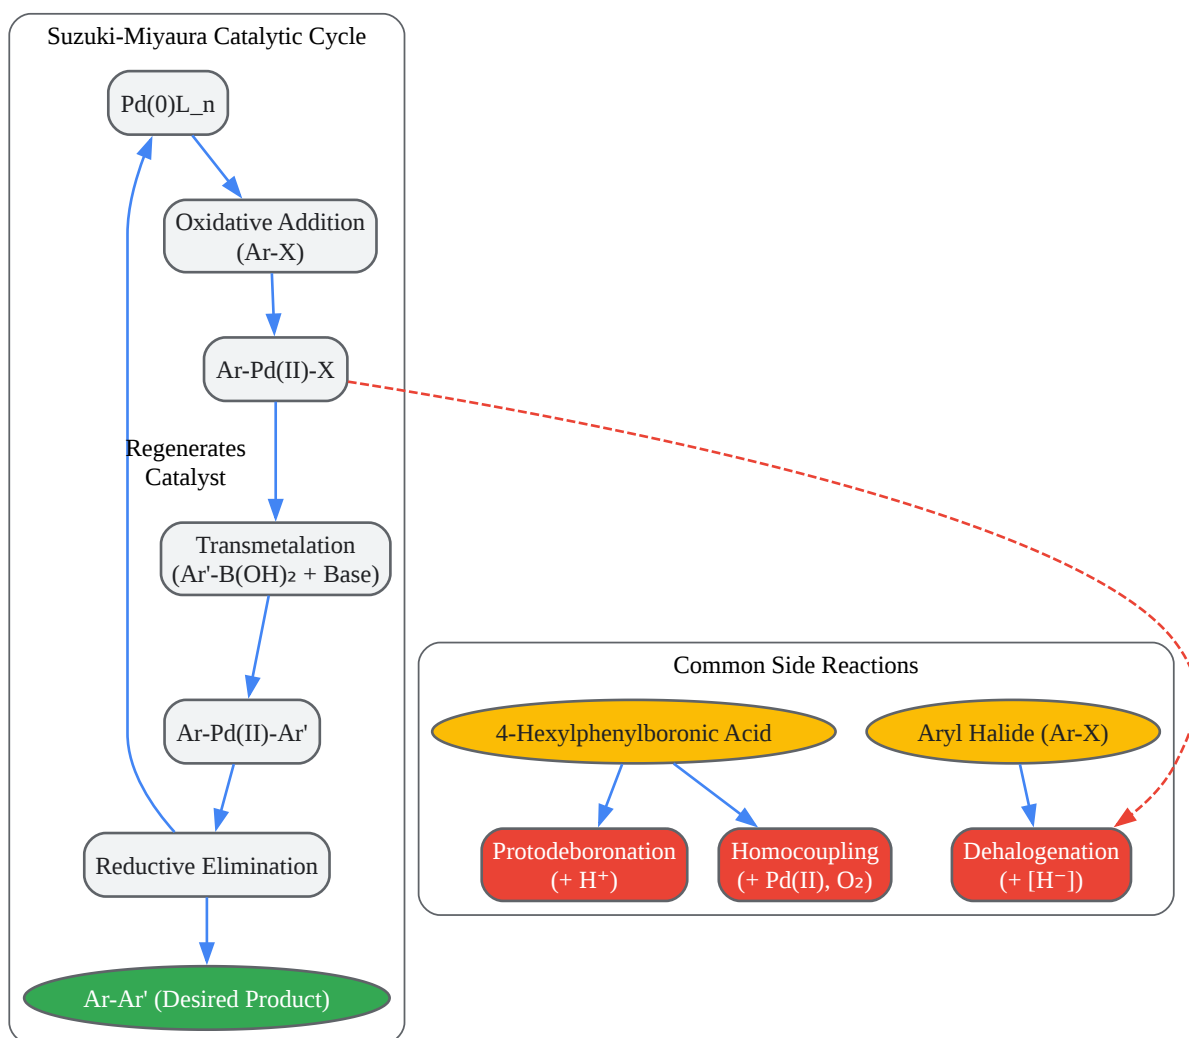 Suzuki-Miyaura Catalytic Cycle
Pd(0)L_n
Oxidative Addition
(Ar-X)
Ar-Pd(II)-X
Regenerates
Catalyst
Transmetalation
(Ar'-B(OH)₂ + Base)
Ar-Pd(II)-Ar'
Reductive Elimination
Ar-Ar' (Desired Product)
Common Side Reactions
4-Hexylphenylboronic Acid
Aryl Halide (Ar-X)
Protodeboronation
(+ H⁺)
Homocoupling
(+ Pd(II), O₂)
Dehalogenation
(+ [H⁻])